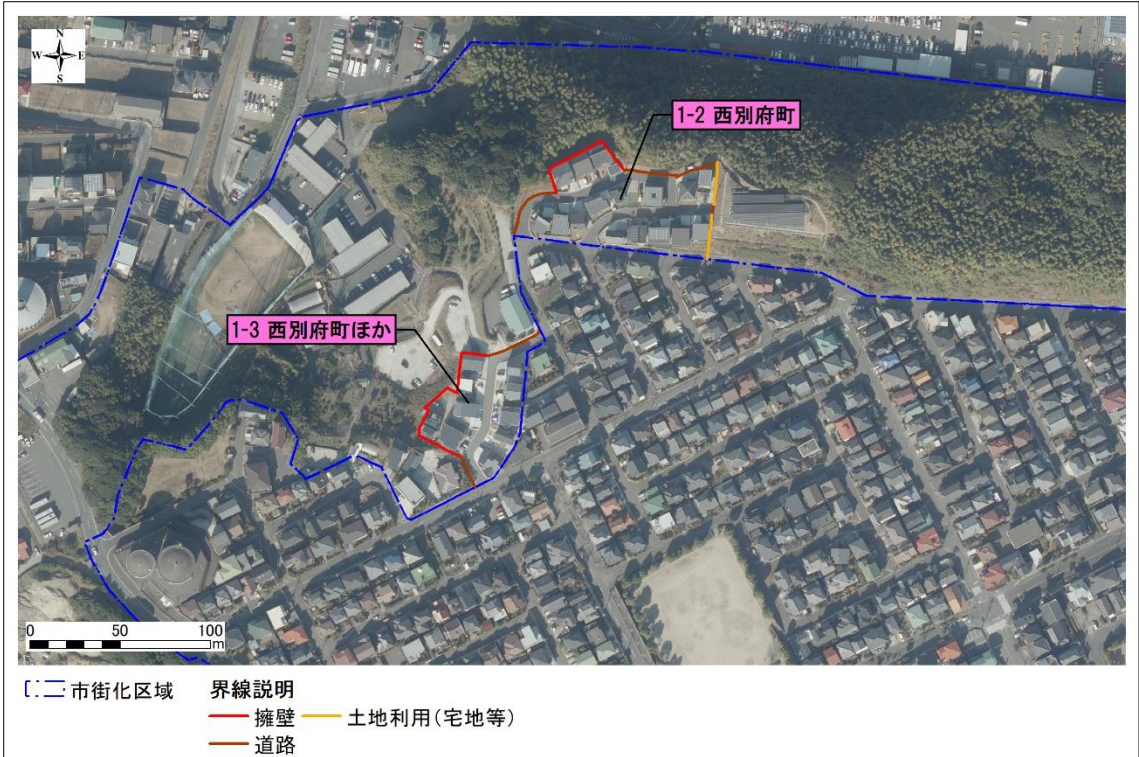 N
W E
S
1-2 西別府町
1-3 西別府町ほか
0 50 100
m
市街化区域 界線説明
擁壁 土地利用(宅地等)
道路